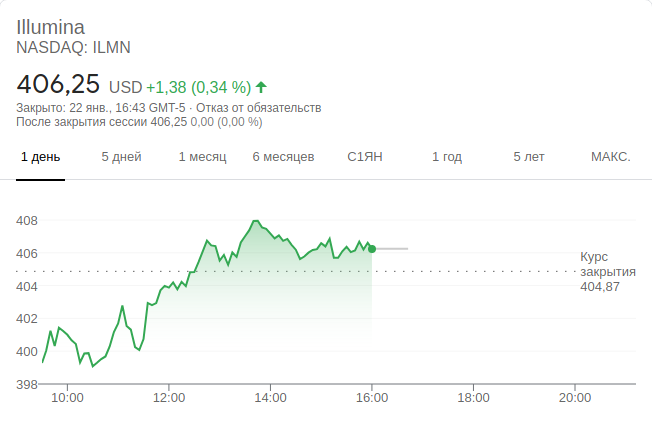 Illumina
NASDAQ: ILMN
406,25 USD +1,38 (0,34 %)
Закрыто: 22 янв., 16:43 GMT-5 · Отказ от обязательств
После закрытия сессии 406,25 0,00 (0,00 %)
1 день 5 дней 1 месяц 6 месяцев С1ЯН 1 год 5 лет МАКС.
408
406
404
402
400
398
Курс
закрытия
404,87
10:00 12:00 14:00 16:00 18:00 20:00